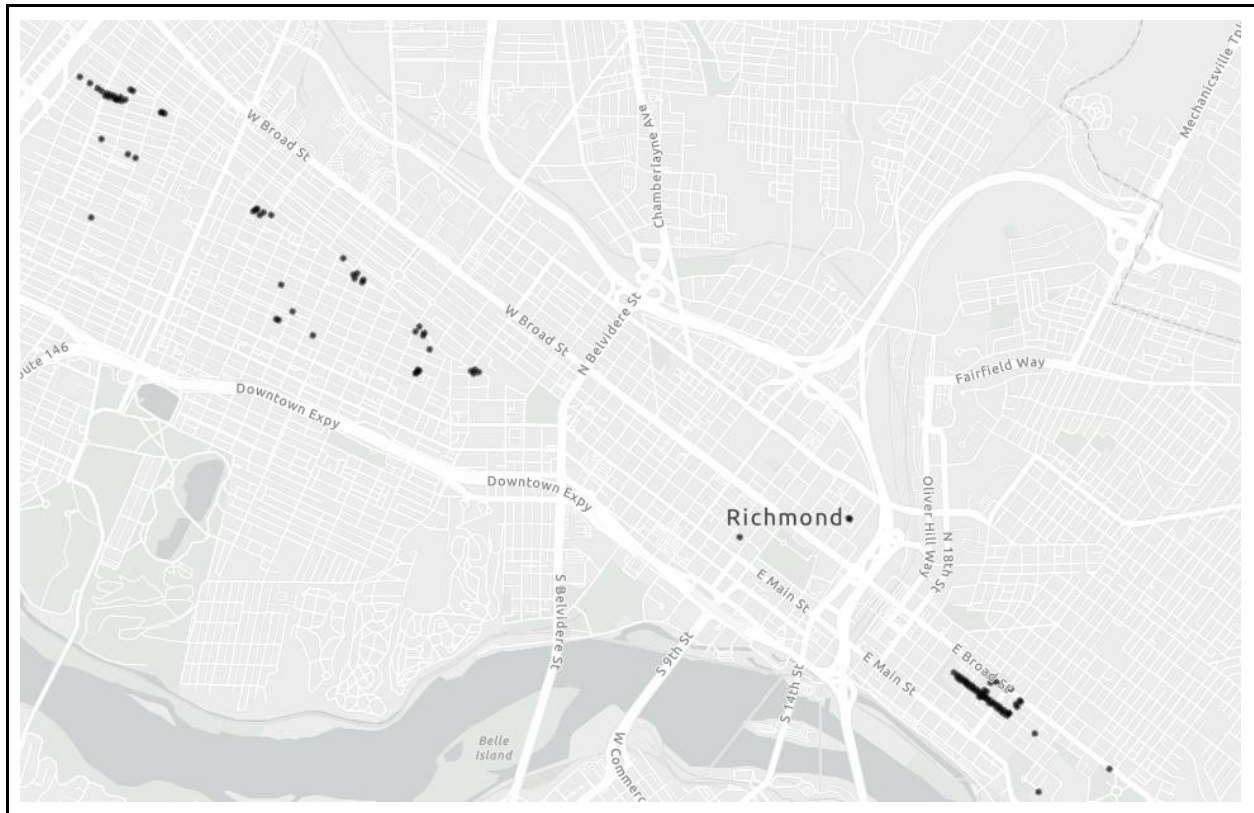 Mechanicsville Tp
W Broad St
Chamberlayne Ave
N Belvidere St
W Broad St
oute 146
Fairfield Way
Downtown Expy
Downtown Expy
Oliver Hill Way
N 18th St
Richmond
E Main St
S Belvidere St
S 9th St
E Main St
E Broad St
S 14th St
Belle
Island
W Commerc